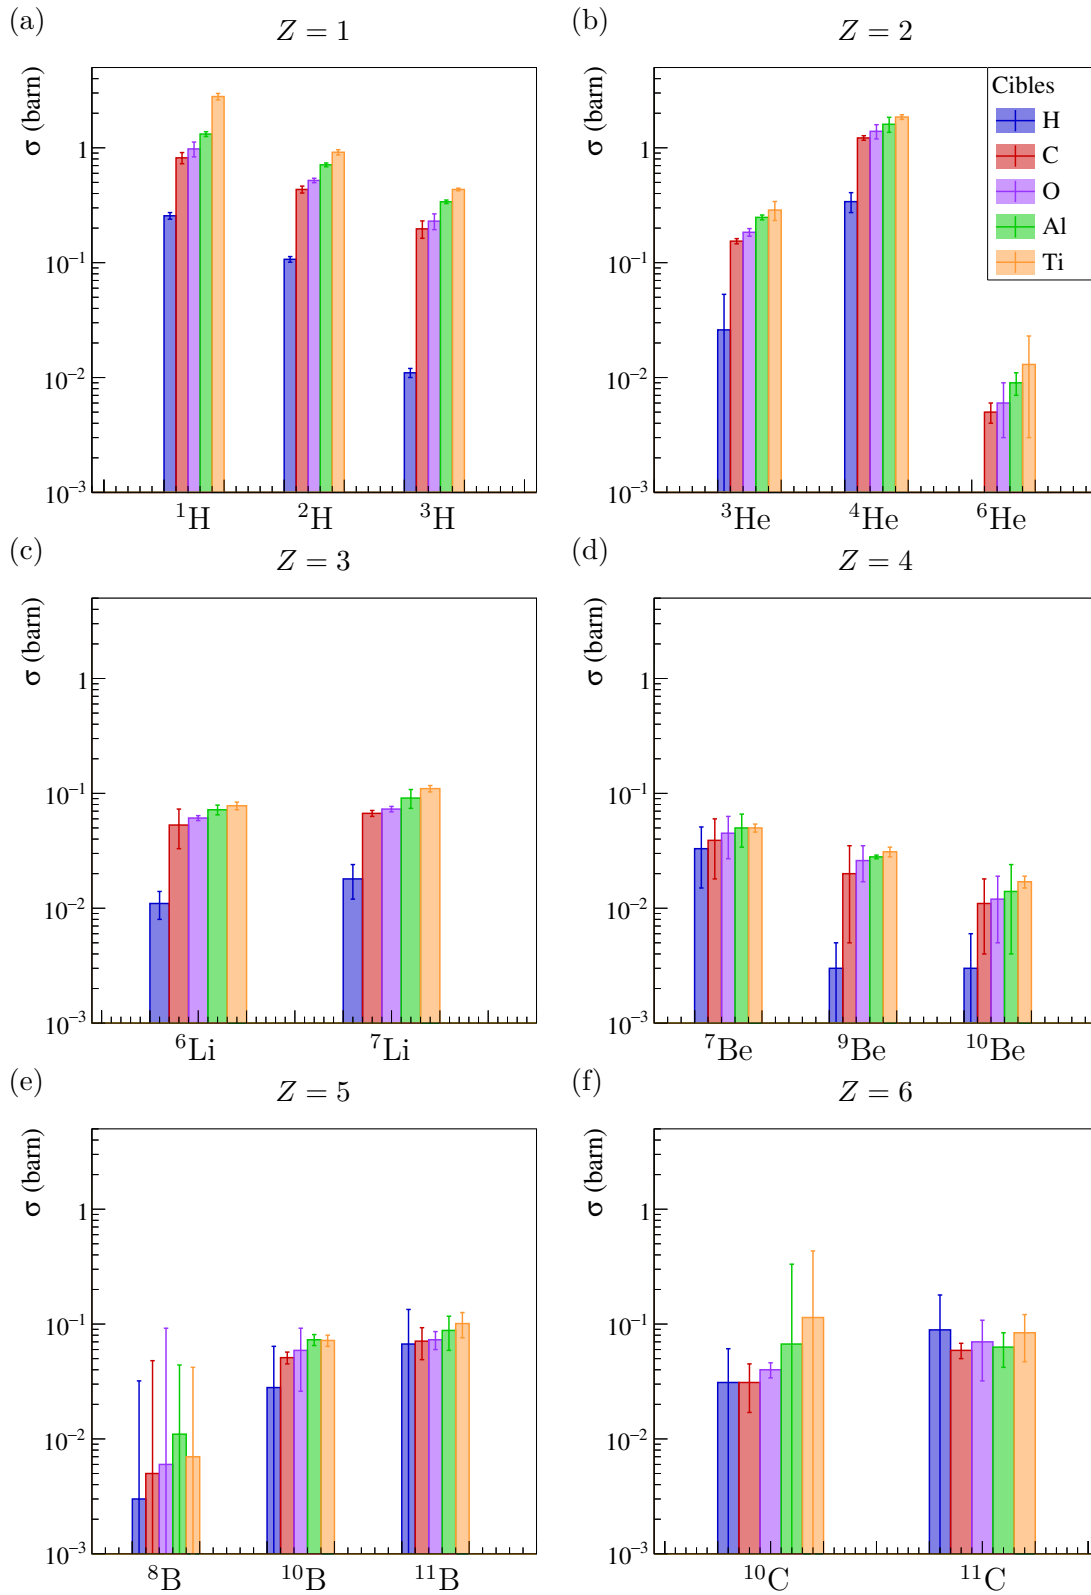 (a)
Z = 1
σ (barn)
1
10⁻¹
10⁻²
10⁻³
¹H ²H ³H
(b)
Z = 2
σ (barn)
1
10⁻¹
10⁻²
10⁻³
³He ⁴He ⁶He
Cibles
H
C
O
Al
Ti
(c)
Z = 3
σ (barn)
1
10⁻¹
10⁻²
10⁻³
⁶Li ⁷Li
(d)
Z = 4
σ (barn)
1
10⁻¹
10⁻²
10⁻³
⁷Be ⁹Be ¹⁰Be
(e)
Z = 5
σ (barn)
1
10⁻¹
10⁻²
10⁻³
⁸B ¹⁰B ¹¹B
(f)
Z = 6
σ (barn)
1
10⁻¹
10⁻²
10⁻³
¹⁰C ¹¹C